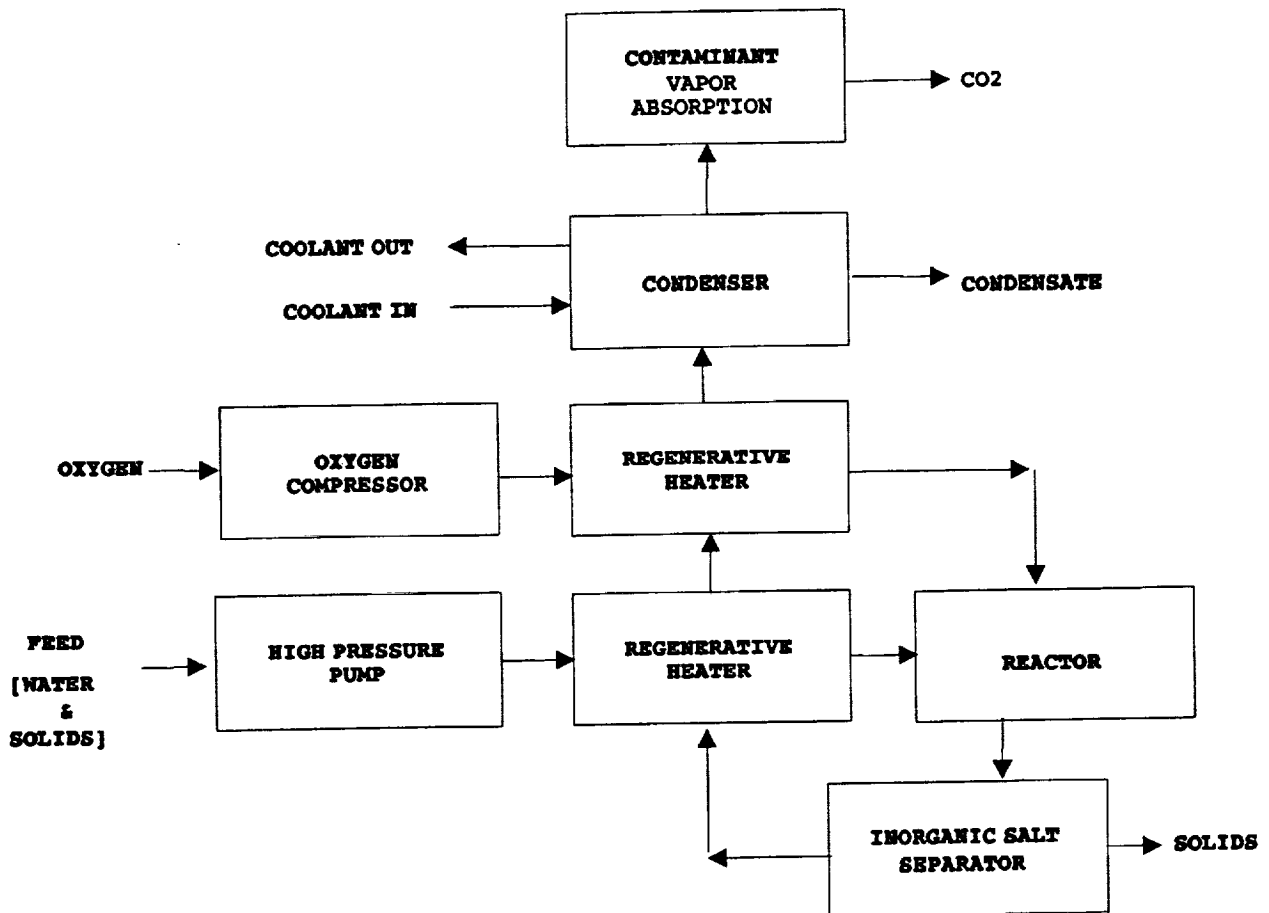 CONTAMINANT
VAPOR
ABSORPTION
CO2
COOLANT OUT
COOLANT IN
CONDENSER
CONDENSATE
OXYGEN
OXYGEN
COMPRESSOR
REGENERATIVE
HEATER
FEED
[WATER
&
SOLIDS]
HIGH PRESSURE
PUMP
REGENERATIVE
HEATER
REACTOR
INORGANIC SALT
SEPARATOR
SOLIDS